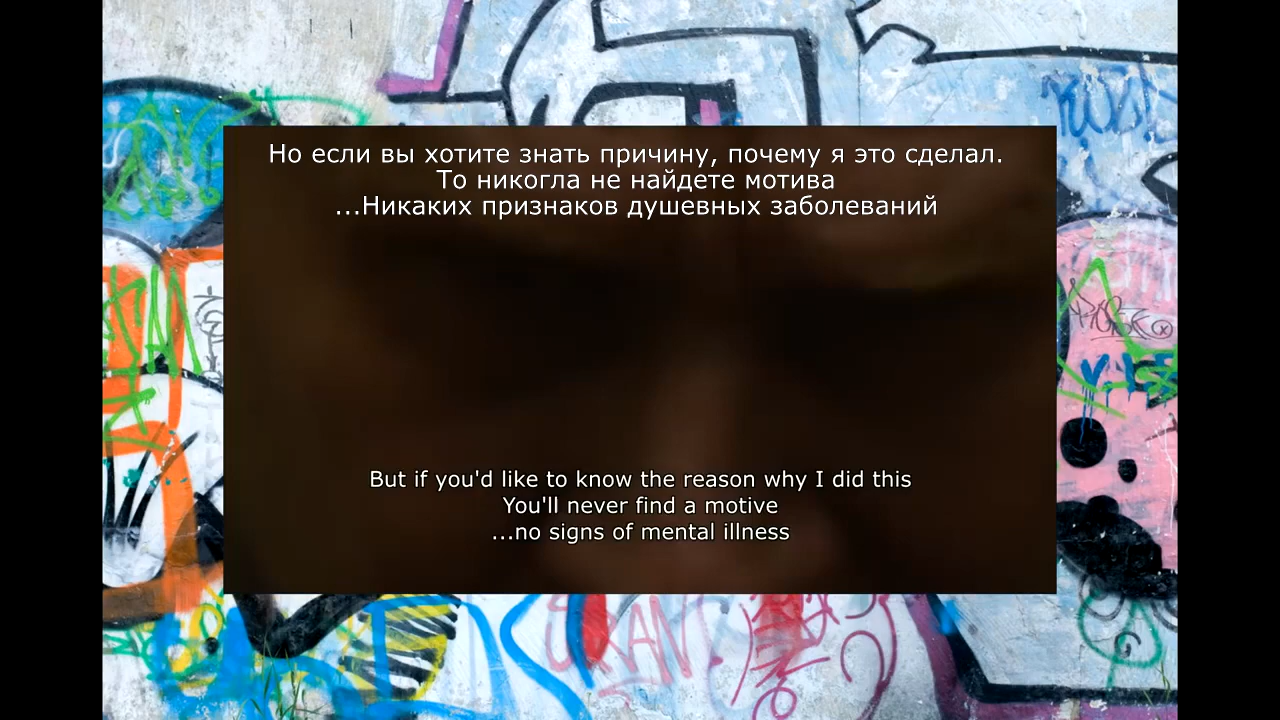 Но если вы хотите знать причину, почему я это сделал.
То никогла не найдете мотива
...Никаких признаков душевных заболеваний
But if you'd like to know the reason why I did this
You'll never find a motive
...no signs of mental illness